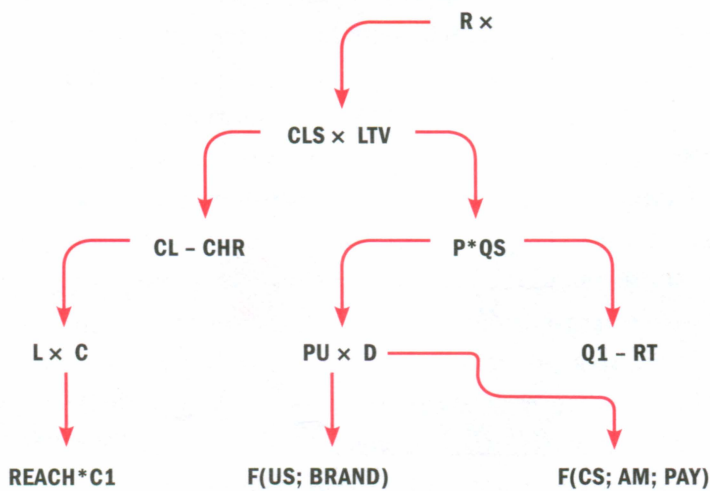 R ×
CLS × LTV
CL – CHR
P*QS
L × C
PU × D
Q1 – RT
REACH*C1
F(US; BRAND)
F(CS; AM; PAY)